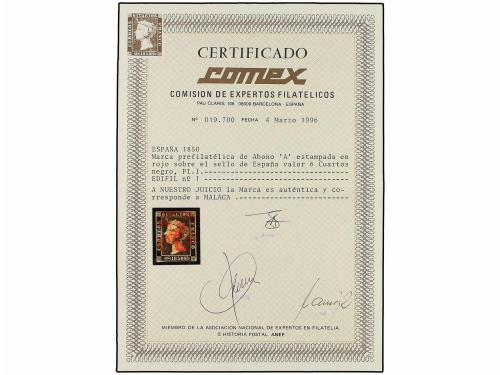 CERTIFICADO
comex
COMISION DE EXPERTOS FILATELICOS
PAU CLARIS, 106 08009 BARCELONA - ESPAÑA
Nº 019.700 FECHA 4 Marzo 1996
ESPAÑA 1850
Marca prefilatélica de Abono 'A' estampada en
rojo sobre el sello de España valor 6 Cuartos
negro, Pl.I.
EDIFIL nº 1
A NUESTRO JUICIO la Marca es auténtica y co-
rresponde a MALAGA
MIEMBRO DE LA ASOCIACION NACIONAL DE EXPERTOS EN FILATELIA
E HISTORIA POSTAL. ANEF